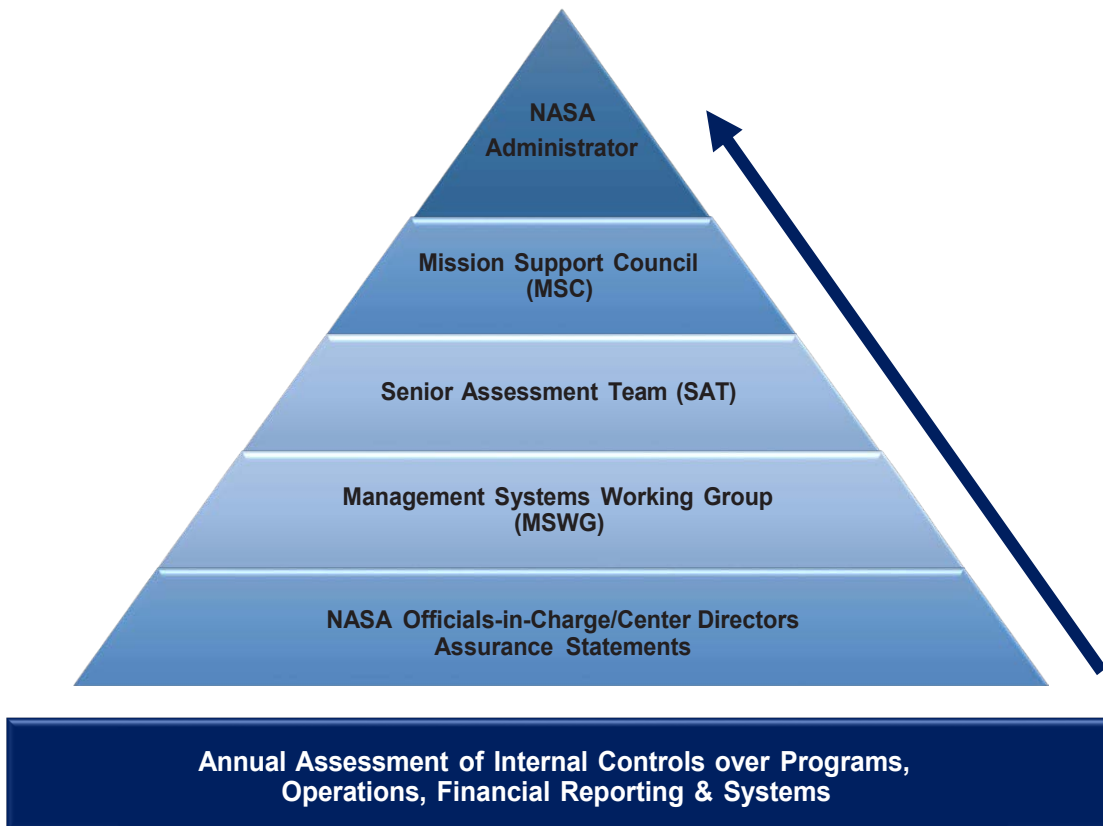 NASA
Administrator
Mission Support Council
(MSC)
Senior Assessment Team (SAT)
Management Systems Working Group
(MSWG)
NASA Officials-in-Charge/Center Directors
Assurance Statements
Annual Assessment of Internal Controls over Programs,
Operations, Financial Reporting & Systems